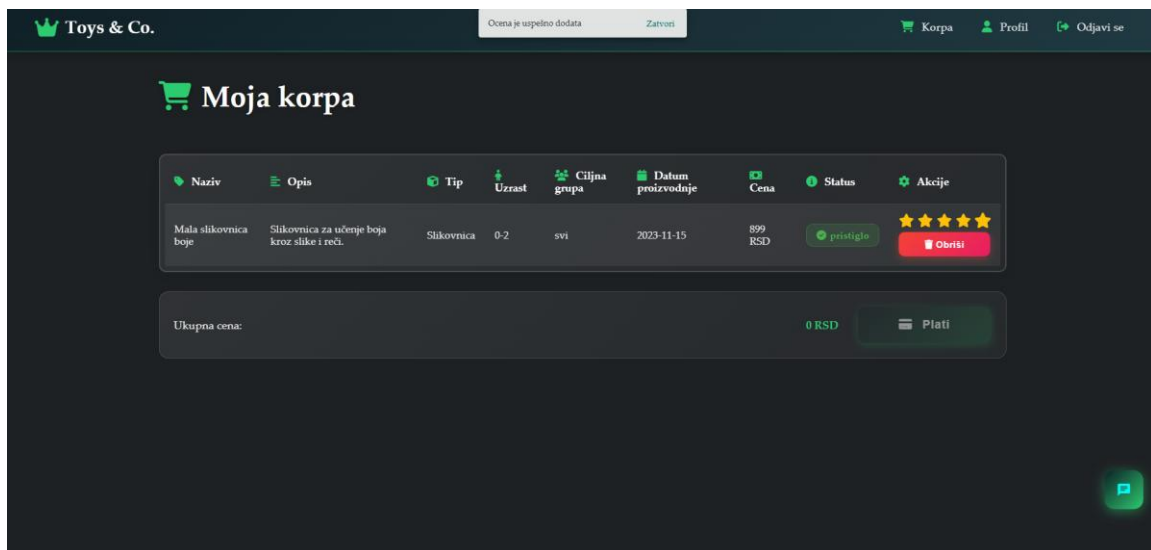 Toys & Co.
Ocena je uspešno dodata
Zatvori
Korpa
Profil
Odjavi se
Moja korpa
Naziv
Opis
Tip
Uzrast
Ciljna
grupa
Datum
proizvodnje
Cena
Status
Akcije
Mala slikovnica
boje
Slikovnica za učenje boja
kroz slike i reči.
Slikovnica
0-2
svi
2023-11-15
899
RSD
pristiglo
Obriši
Ukupna cena:
0 RSD
Plati